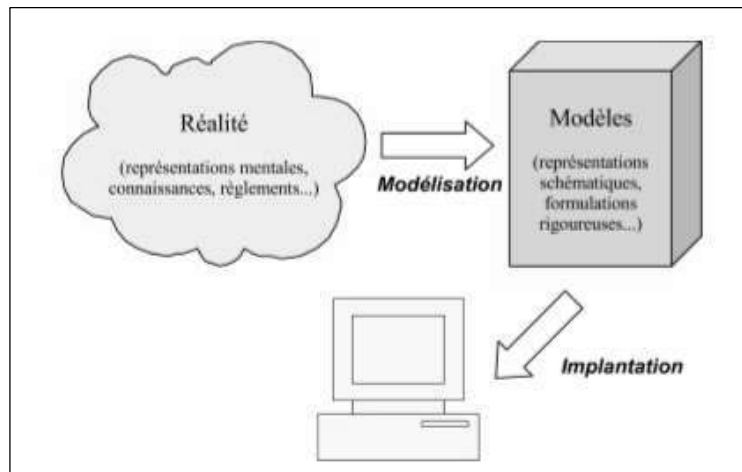 Réalité
(représentations mentales,
connaissances, règlements...)
Modélisation
Modèles
(représentations
schématiques,
formulations
rigoureuses...)
Implantation